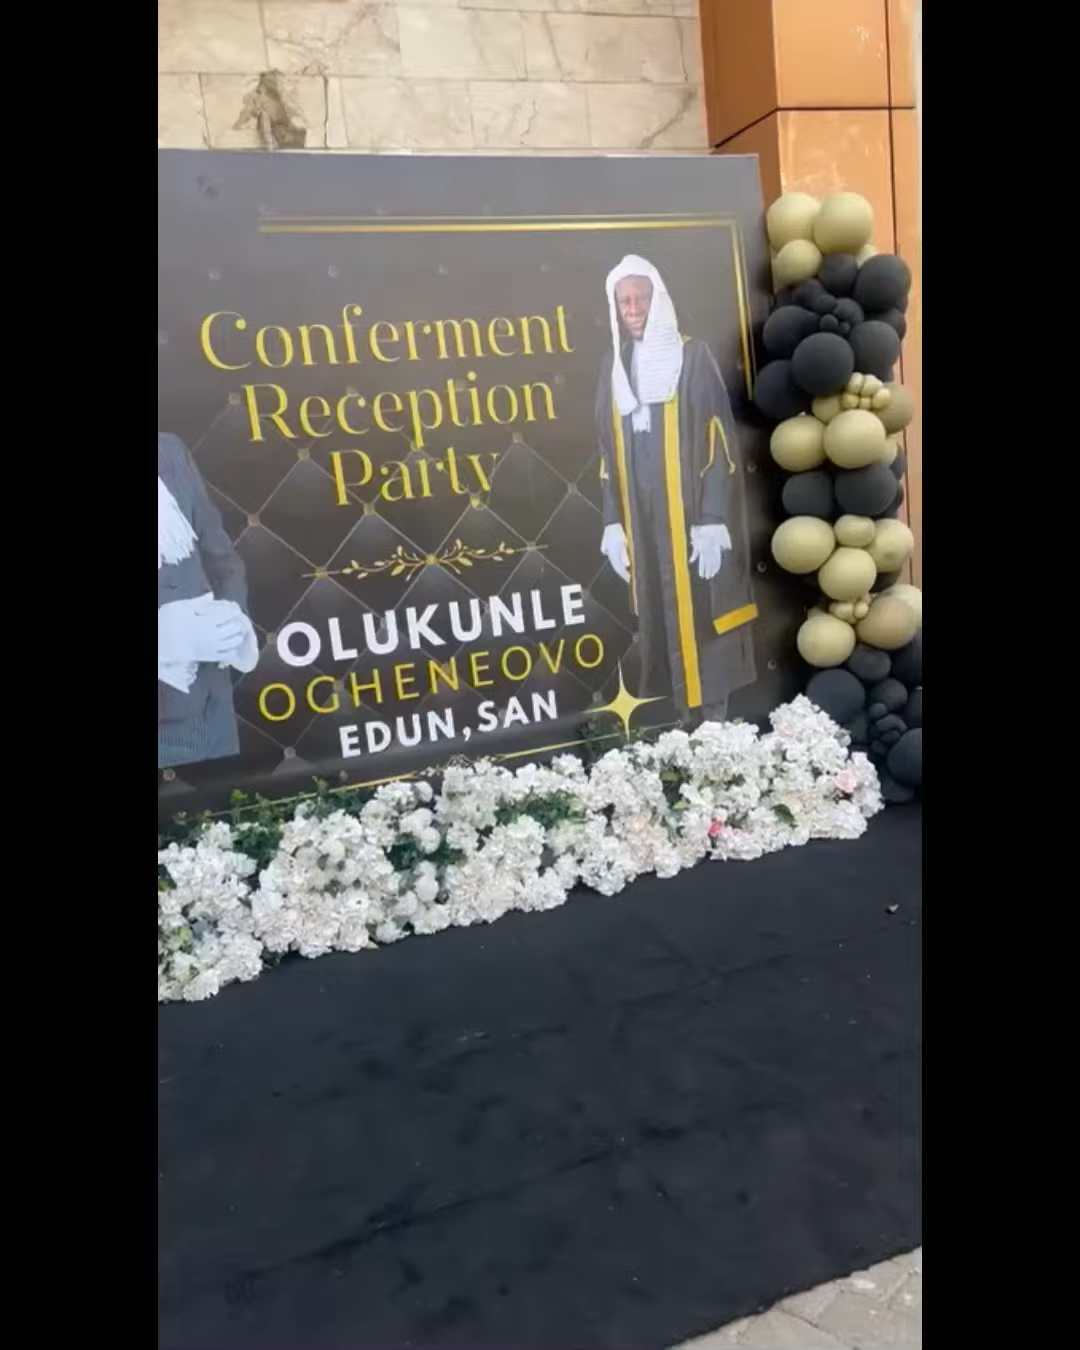 Conferment
Reception
Party
OLUKUNLE
OGHENEOVO
EDUN, SAN